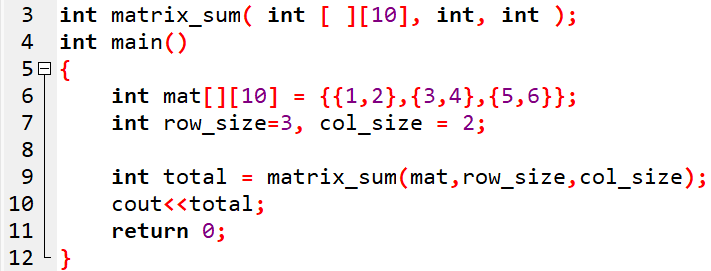 3 int matrix_sum( int [ ][10], int, int );
4 int main()
5 {
6 int mat[][10] = {{1,2},{3,4},{5,6}};
7 int row_size=3, col_size = 2;
8
9 int total = matrix_sum(mat,row_size,col_size);
10 cout<<total;
11 return 0;
12 }